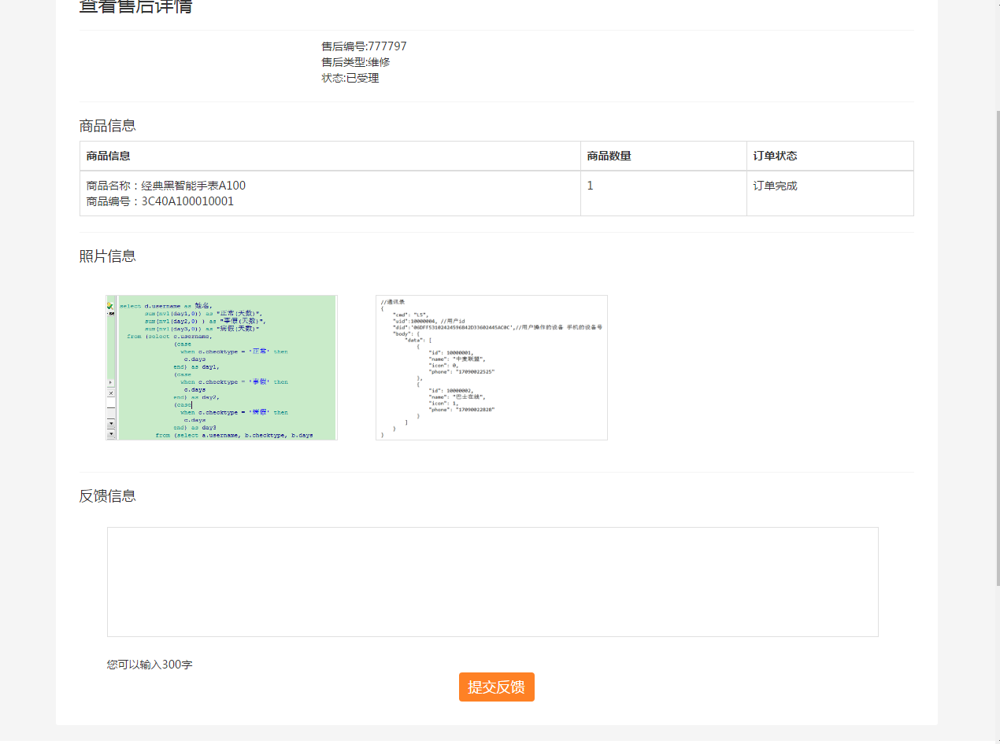 查看售后详情
售后编号:777797
售后类型:维修
状态:已受理
商品信息
商品信息 商品数量 订单状态
商品名称：经典黑智能手表A100 1 订单完成
商品编号：3C40A100010001
照片信息
select d.username as 姓名,
sum(nvl(day1,0)) as "正常(天数)",
sum(nvl(day2,0) ) as "事假(天数)",
sum(nvl(day3,0)) as "病假(天数)"
from (select c.username,
(case
when c.checktype = '正常' then
c.days
end) as day1,
(case
when c.checktype = '事假' then
c.days
end) as day2,
(case
when c.checktype = '病假' then
c.days
end) as day3
from (select a.username, b.checktype, b.days
//通讯录
{
"cmd": "LS",
"uid":10000004, //用户id
"did":'06DFF53102424596B42D33602445AC0C',//用户操作的设备 手机的设备号
"body": {
"data": [
{
"id": 10000001,
"name": "中麦联盟",
"icon": 0,
"phone": "17090022525"
},
{
"id": 10000002,
"name": "巴士在线",
"icon": 1,
"phone": "17090022828"
}
]
}
}
反馈信息
您可以输入300字
提交反馈